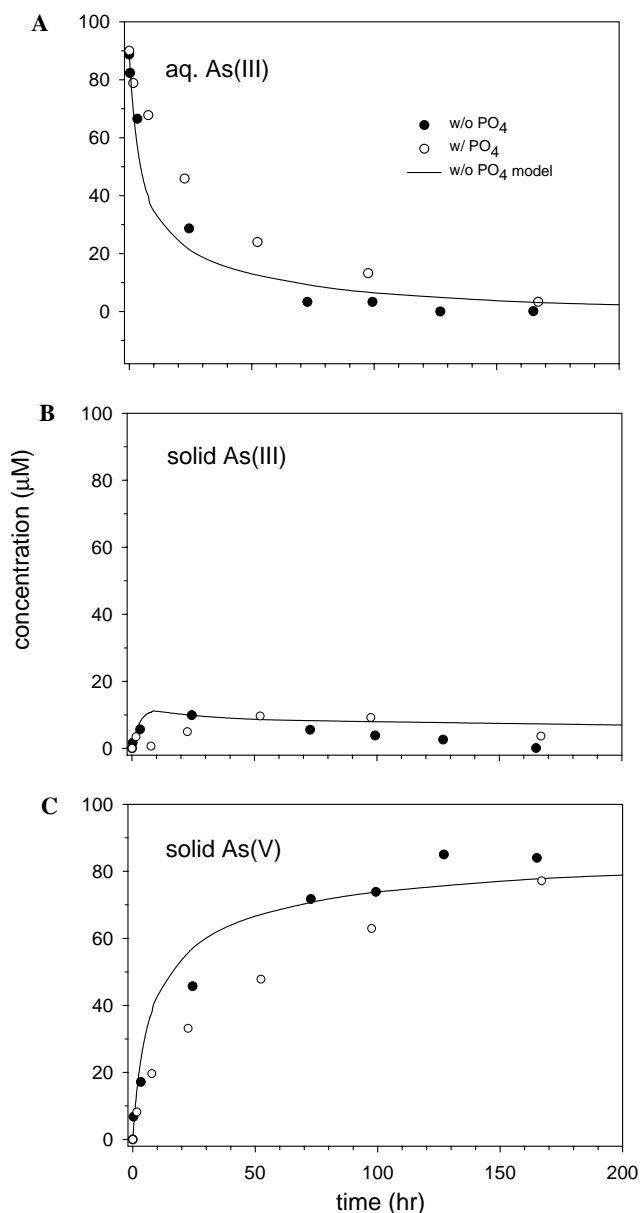 A
100
80
60
40
20
0
aq. As(III)
w/o PO4
w/ PO4
w/o PO4 model
B
100
80
60
40
20
0
solid As(III)
concentration (μM)
C
100
80
60
40
20
0
solid As(V)
0 50 100 150 200
time (hr)